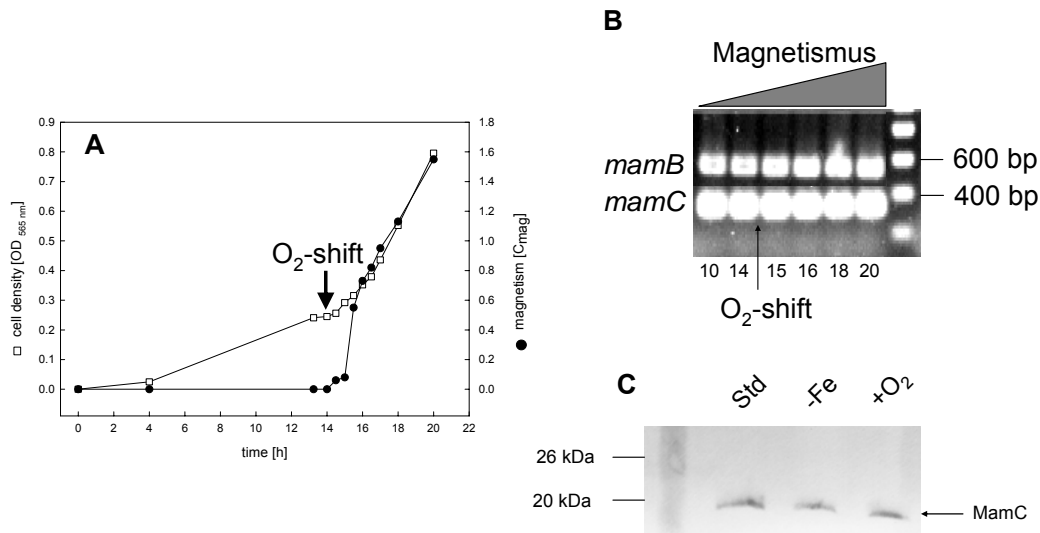 A
0.9
0.8
0.7
0.6
0.5
0.4
0.3
0.2
0.1
0.0
cell density [OD 565 nm]
1.8
1.6
1.4
1.2
1.0
0.8
0.6
0.4
0.2
0.0
magnetism [Cmag]
O2-shift
0 2 4 6 8 10 12 14 16 18 20 22
time [h]
B
Magnetismus
mamB
mamC
600 bp
400 bp
10 14 15 16 18 20
O2-shift
C
Std -Fe +O2
26 kDa
20 kDa
MamC